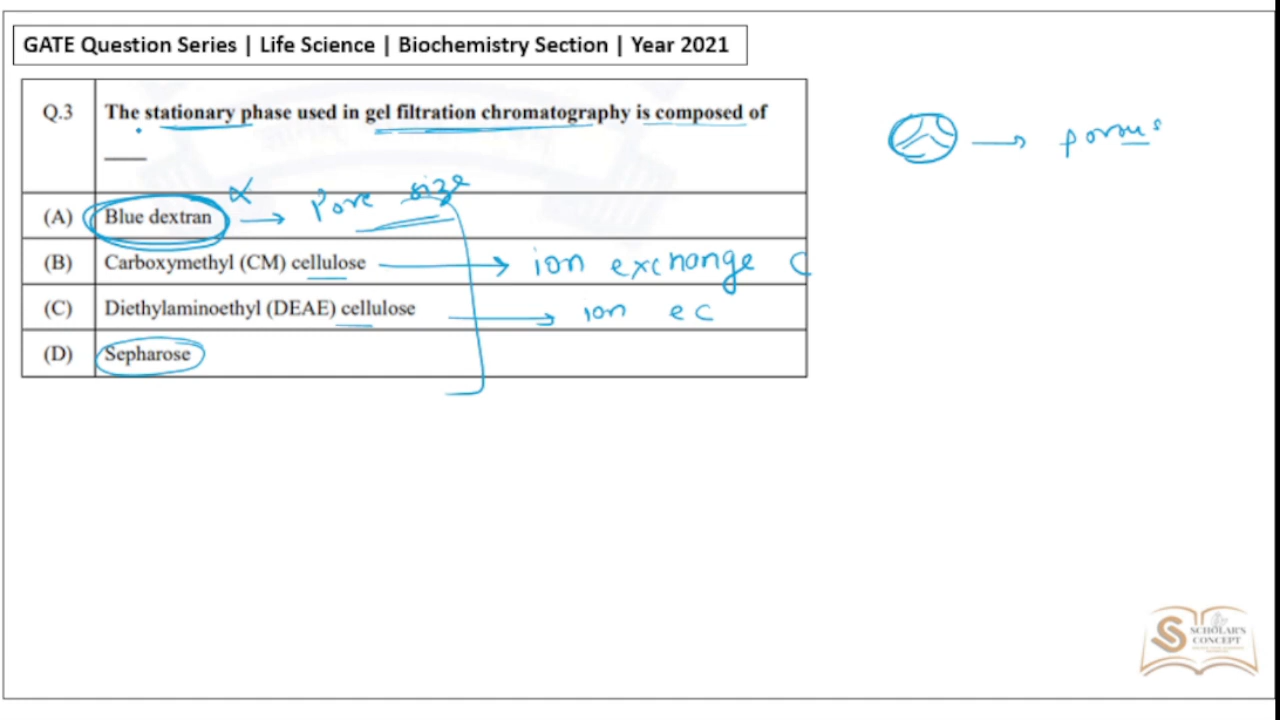 GATE Question Series | Life Science | Biochemistry Section | Year 2021
Q.3 The stationary phase used in gel filtration chromatography is composed of
____
porous
(A) Blue dextran → Pore size
(B) Carboxymethyl (CM) cellulose → ion exchange C
(C) Diethylaminoethyl (DEAE) cellulose → ion ec
(D) Sepharose
SCHOLAR'S
CONCEPT